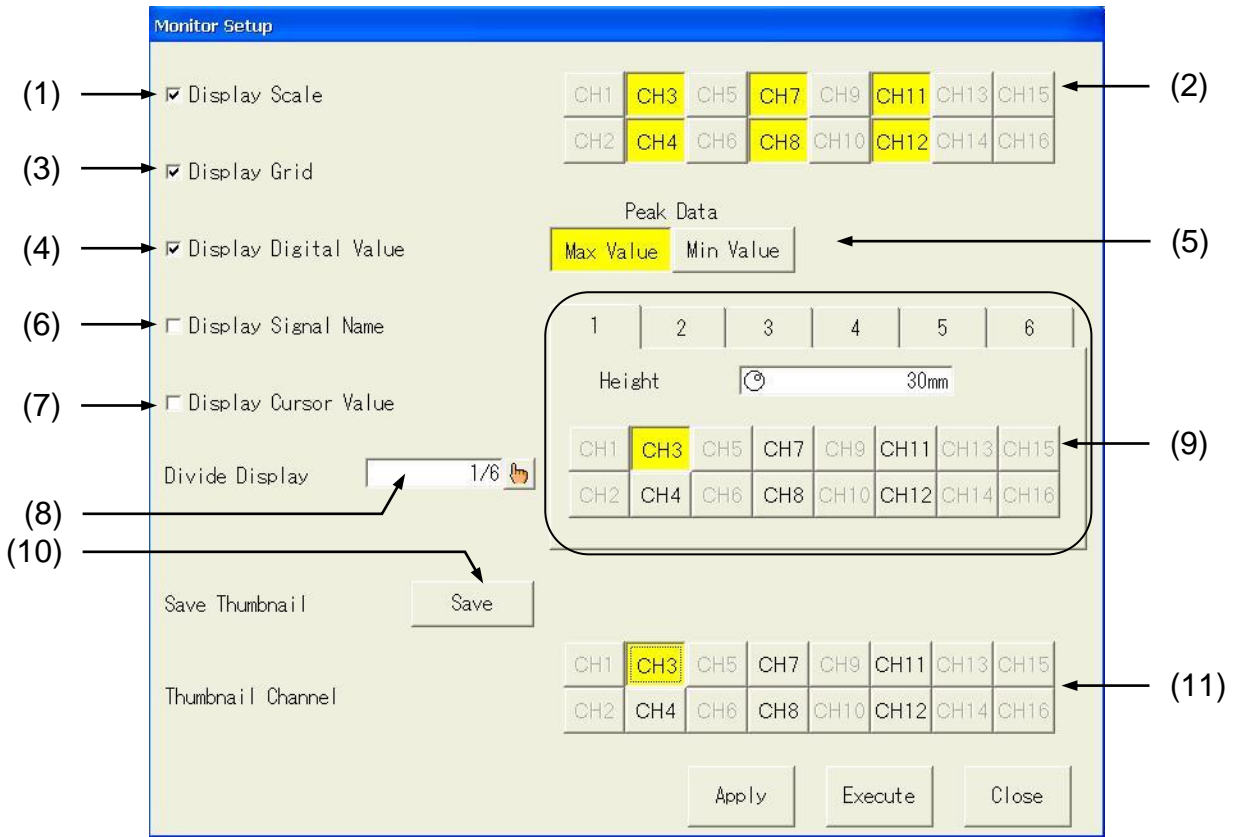 Monitor Setup
(1) Display Scale CH1 CH3 CH5 CH7 CH9 CH11 CH13 CH15 (2)
CH2 CH4 CH6 CH8 CH10 CH12 CH14 CH16
(3) Display Grid
Peak Data
(4) Display Digital Value Max Value Min Value (5)
(6) Display Signal Name 1 2 3 4 5 6
Height 30mm
(7) Display Cursor Value
CH1 CH3 CH5 CH7 CH9 CH11 CH13 CH15 (9)
Divide Display 1/6
CH2 CH4 CH6 CH8 CH10 CH12 CH14 CH16
(8)
(10)
Save Thumbnail Save
CH1 CH3 CH5 CH7 CH9 CH11 CH13 CH15
Thumbnail Channel (11)
CH2 CH4 CH6 CH8 CH10 CH12 CH14 CH16
Apply Execute Close